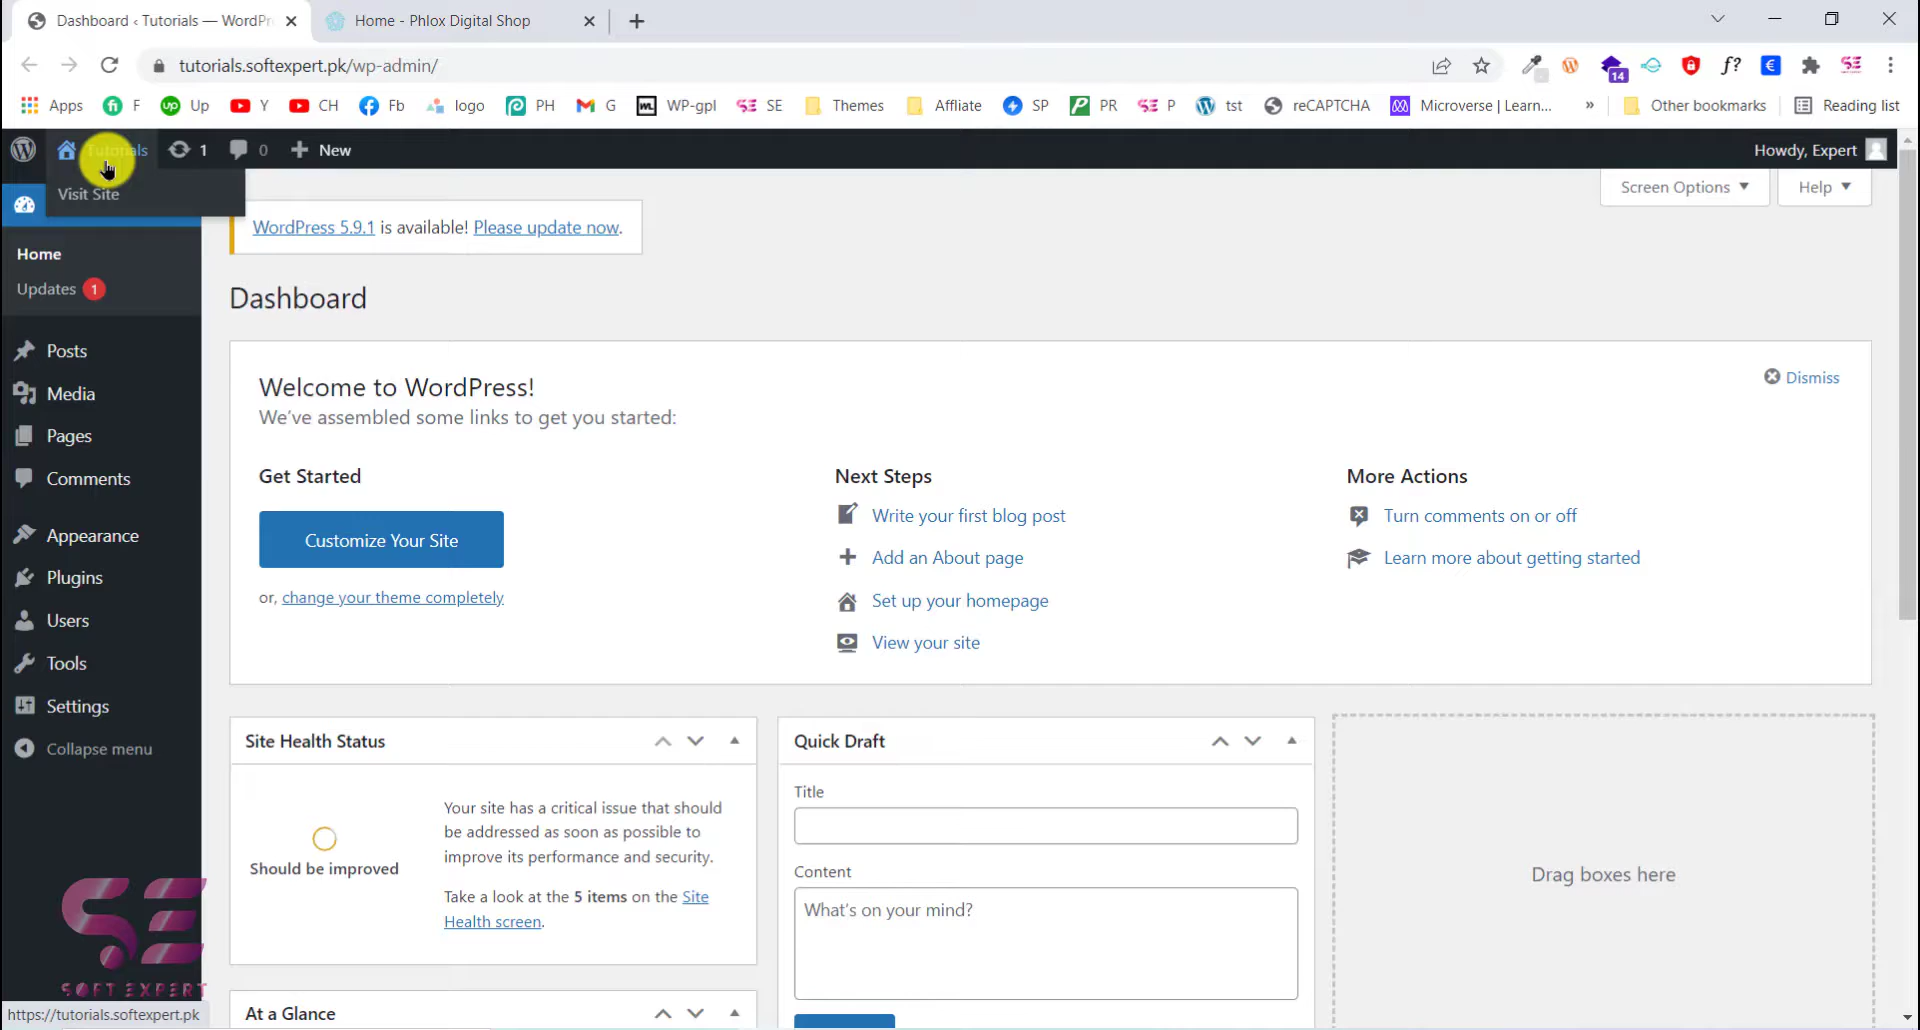 Dashboard ‹ Tutorials — WordPr
Home - Phlox Digital Shop
tutorials.softexpert.pk/wp-admin/
14
f?
Apps
F
Up
Y
CH
Fb
logo
PH
G
WP-gpl
SE
Themes
Affliate
SP
PR
P
tst
reCAPTCHA
Microverse | Learn...
»
Other bookmarks
Reading list
Tutorials
1
0
New
Howdy, Expert
Visit Site
Screen Options
Help
WordPress 5.9.1 is available! Please update now.
Home
Updates 1
Dashboard
Posts
Media
Pages
Comments
Appearance
Plugins
Users
Tools
Settings
Collapse menu
Welcome to WordPress!
We've assembled some links to get you started:
Dismiss
Get Started
Customize Your Site
or, change your theme completely
Next Steps
Write your first blog post
Add an About page
Set up your homepage
View your site
More Actions
Turn comments on or off
Learn more about getting started
Site Health Status
Should be improved
Your site has a critical issue that should
be addressed as soon as possible to
improve its performance and security.
Take a look at the 5 items on the Site
Health screen.
Quick Draft
Title
Content
What's on your mind?
Drag boxes here
At a Glance
SE
SOFT EXPERT
https://tutorials.softexpert.pk